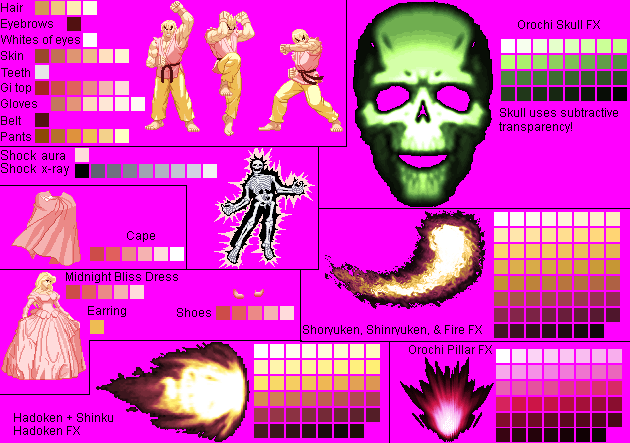 Hair
Eyebrows
Whites of eyes
Skin
Teeth
Gi top
Gloves
Belt
Pants
Shock aura
Shock x-ray
Orochi Skull FX
Skull uses subtractive
transparency!
Cape
Midnight Bliss Dress
Earring
Shoes
Shoryuken, Shinryuken, & Fire FX
Orochi Pillar FX
Hadoken + Shinku
Hadoken FX